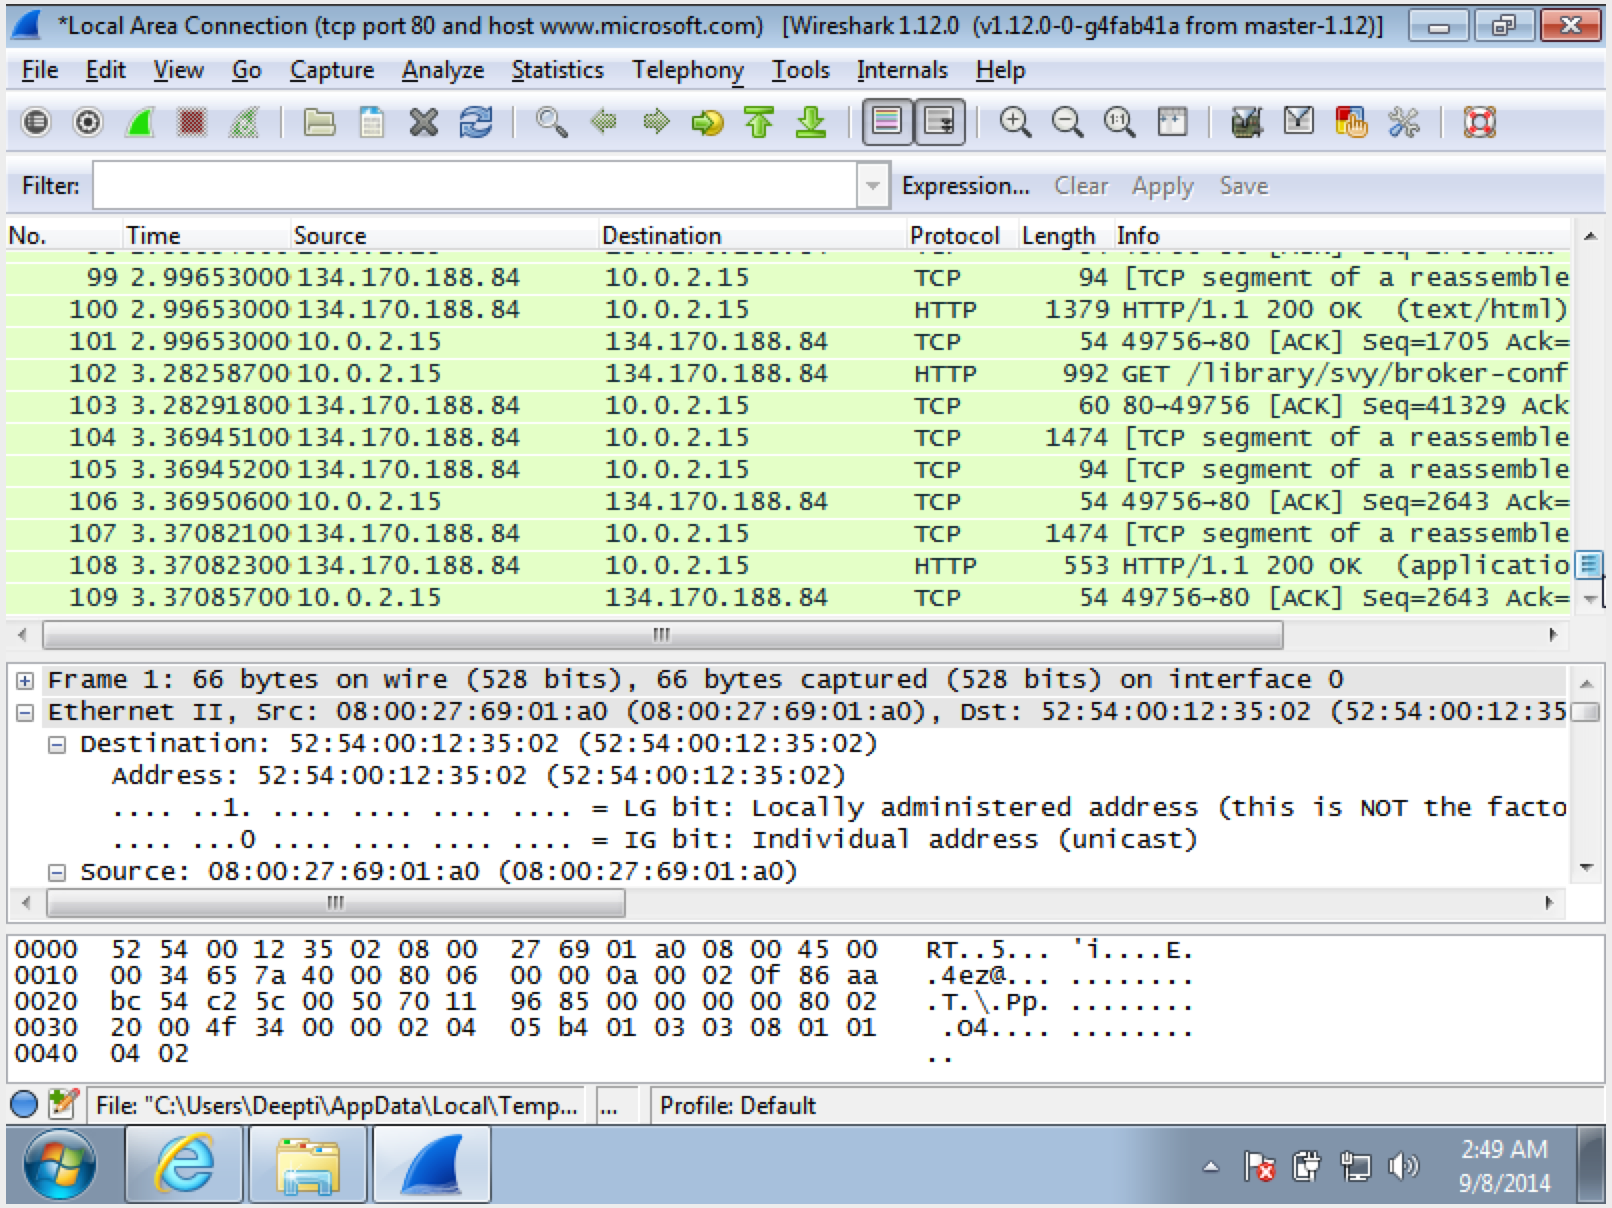 *Local Area Connection (tcp port 80 and host www.microsoft.com) [Wireshark 1.12.0 (v1.12.0-0-g4fab41a from master-1.12)]
File Edit View Go Capture Analyze Statistics Telephony Tools Internals Help
Filter: Expression... Clear Apply Save
No. Time Source Destination Protocol Length Info
99 2.99653000 134.170.188.84 10.0.2.15 TCP 94 [TCP segment of a reassemble
100 2.99653000 134.170.188.84 10.0.2.15 HTTP 1379 HTTP/1.1 200 OK (text/html)
101 2.99653000 10.0.2.15 134.170.188.84 TCP 54 49756→80 [ACK] Seq=1705 Ack=
102 3.28258700 10.0.2.15 134.170.188.84 HTTP 992 GET /library/svy/broker-conf
103 3.28291800 134.170.188.84 10.0.2.15 TCP 60 80→49756 [ACK] Seq=41329 Ack
104 3.36945100 134.170.188.84 10.0.2.15 TCP 1474 [TCP segment of a reassemble
105 3.36945200 134.170.188.84 10.0.2.15 TCP 94 [TCP segment of a reassemble
106 3.36950600 10.0.2.15 134.170.188.84 TCP 54 49756→80 [ACK] Seq=2643 Ack=
107 3.37082100 134.170.188.84 10.0.2.15 TCP 1474 [TCP segment of a reassemble
108 3.37082300 134.170.188.84 10.0.2.15 HTTP 553 HTTP/1.1 200 OK (applicatio
109 3.37085700 10.0.2.15 134.170.188.84 TCP 54 49756→80 [ACK] Seq=2643 Ack=
Frame 1: 66 bytes on wire (528 bits), 66 bytes captured (528 bits) on interface 0
Ethernet II, Src: 08:00:27:69:01:a0 (08:00:27:69:01:a0), Dst: 52:54:00:12:35:02 (52:54:00:12:35
Destination: 52:54:00:12:35:02 (52:54:00:12:35:02)
Address: 52:54:00:12:35:02 (52:54:00:12:35:02)
.... ..1. .... .... .... .... = LG bit: Locally administered address (this is NOT the facto
.... ...0 .... .... .... .... = IG bit: Individual address (unicast)
Source: 08:00:27:69:01:a0 (08:00:27:69:01:a0)
0000 52 54 00 12 35 02 08 00 27 69 01 a0 08 00 45 00 RT..5... 'i....E.
0010 00 34 65 7a 40 00 80 06 00 00 0a 00 02 0f 86 aa .4ez@... ........
0020 bc 54 c2 5c 00 50 70 11 96 85 00 00 00 00 80 02 .T.\.Pp. ........
0030 20 00 4f 34 00 00 02 04 05 b4 01 03 03 08 01 01 .O4.... ........
0040 04 02 ..
File: "C:\Users\Deepti\AppData\Local\Temp... ... Profile: Default
2:49 AM
9/8/2014